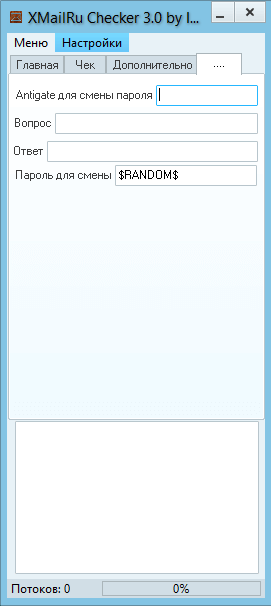 XMailRu Checker 3.0 by I...
Меню Настройки
Главная Чек Дополнительно ....
Antigate для смены пароля
Вопрос
Ответ
Пароль для смены $RANDOM$
Потоков: 0 0%